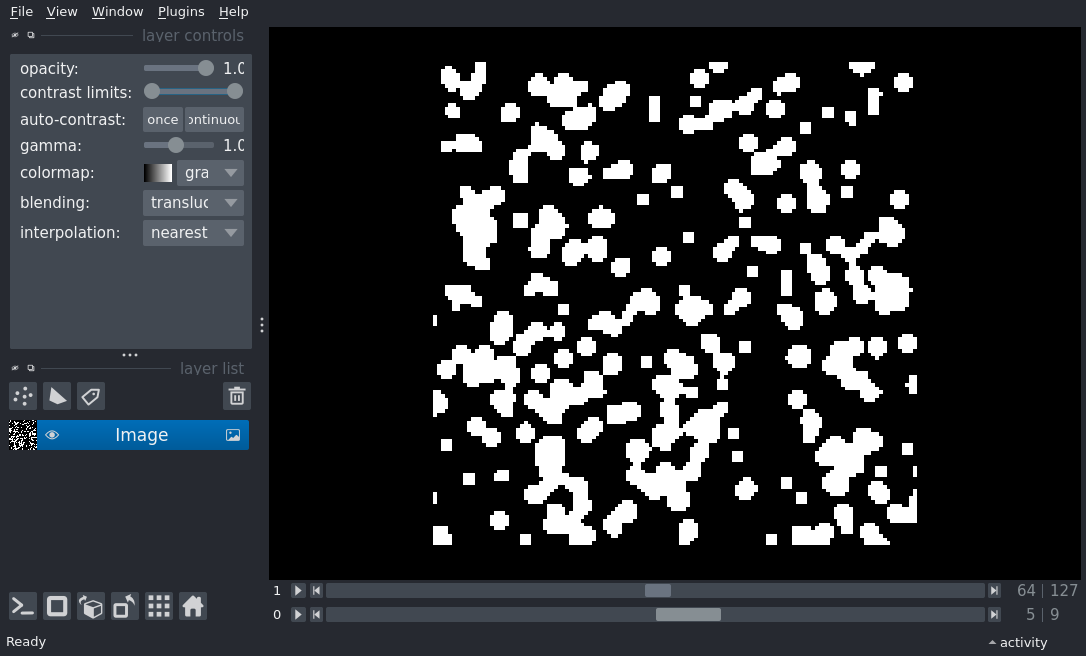 File View Window Plugins Help
layer controls
opacity: 1.0
contrast limits:
auto-contrast: once ontinuou
gamma: 1.0
colormap: gra
blending: transluc
interpolation: nearest
layer list
Image
1 64 | 127
0 5 | 9
Ready activity